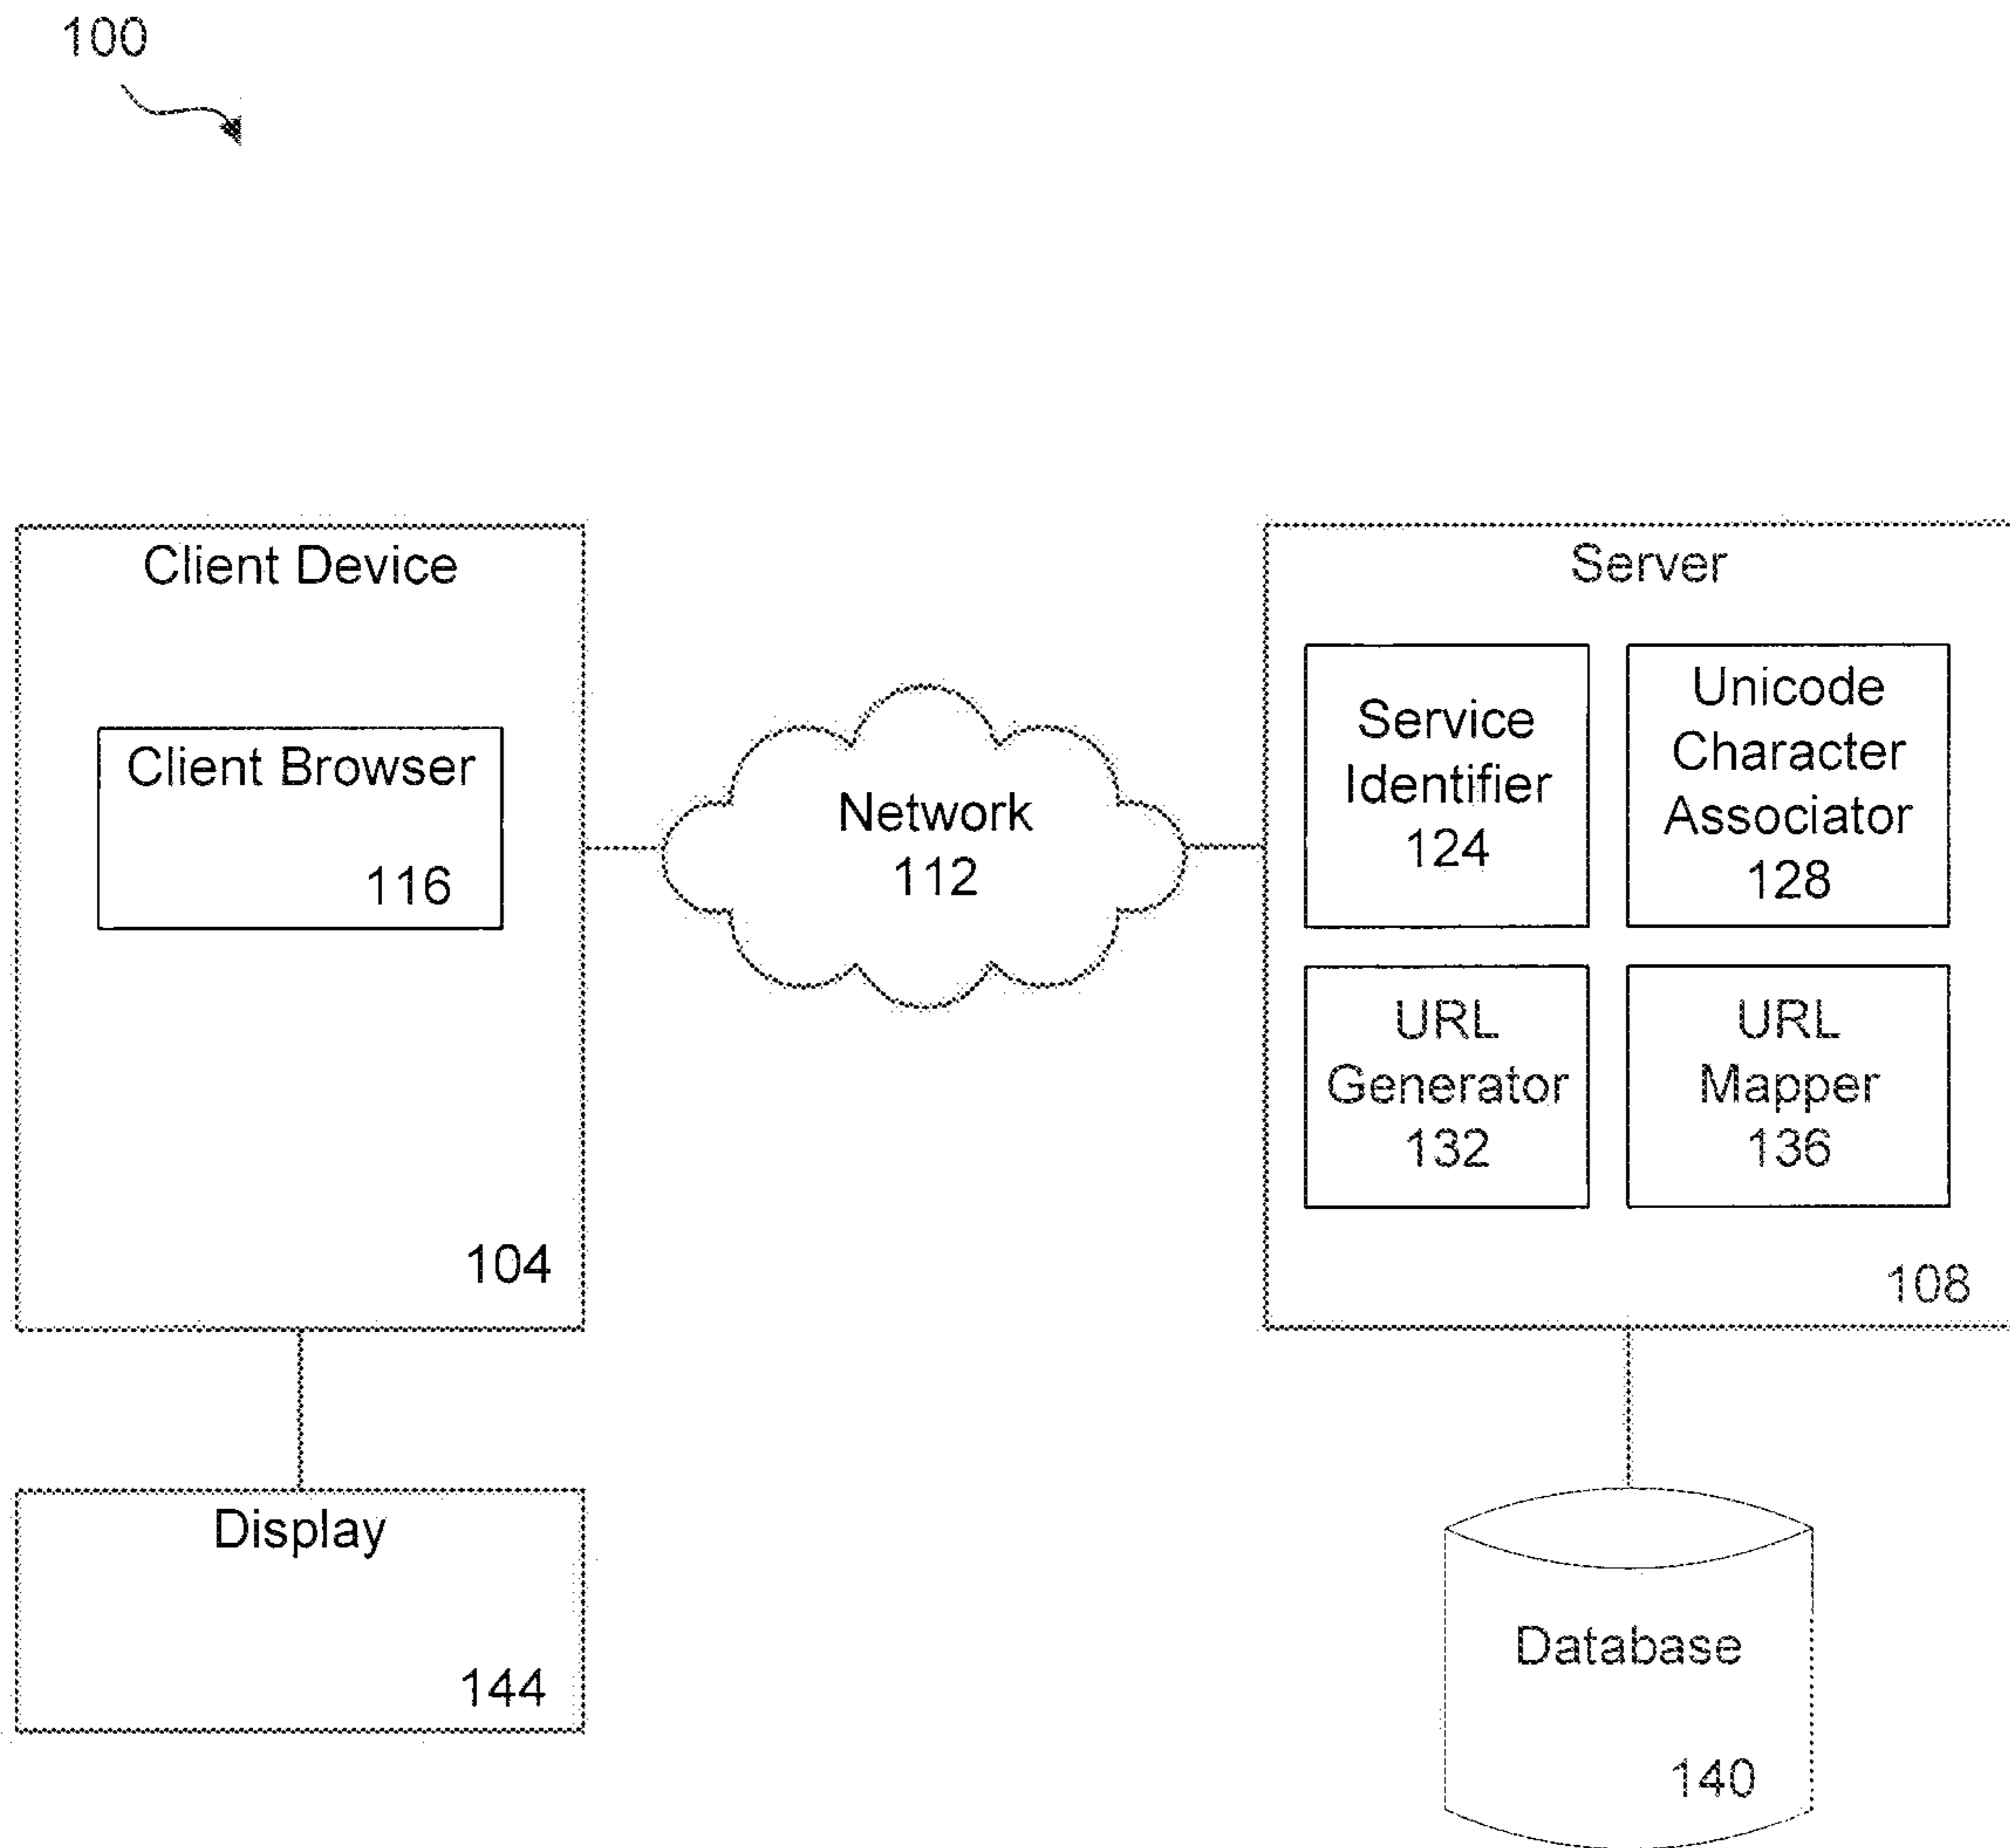 100
Client Device
Client Browser
116
104
Display
144
Network
112
Server
Service
Identifier
124
Unicode
Character
Associator
128
URL
Generator
132
URL
Mapper
136
108
Database
140